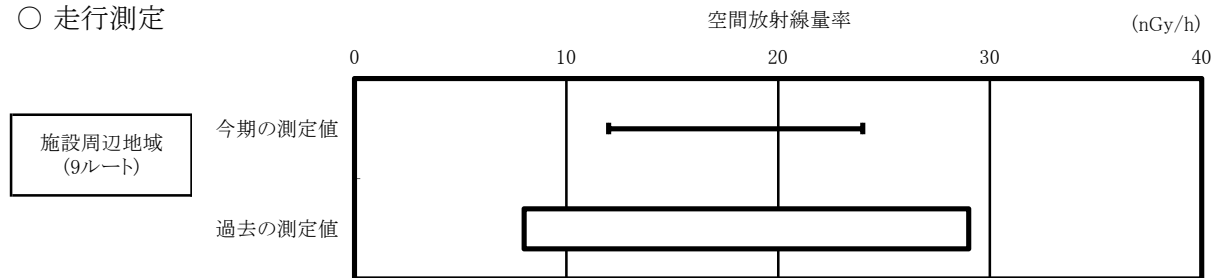 ○ 走行測定
空間放射線量率
(nGy/h)
0 10 20 30 40
施設周辺地域
(9ルート)
今期の測定値
過去の測定値